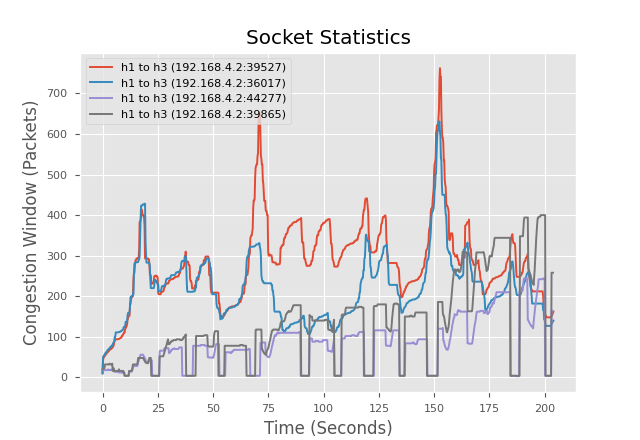 Socket Statistics
h1 to h3 (192.168.4.2:39527)
h1 to h3 (192.168.4.2:36017)
h1 to h3 (192.168.4.2:44277)
h1 to h3 (192.168.4.2:39865)
Congestion Window (Packets)
700
600
500
400
300
200
100
0
0
25
50
75
100
125
150
175
200
Time (Seconds)